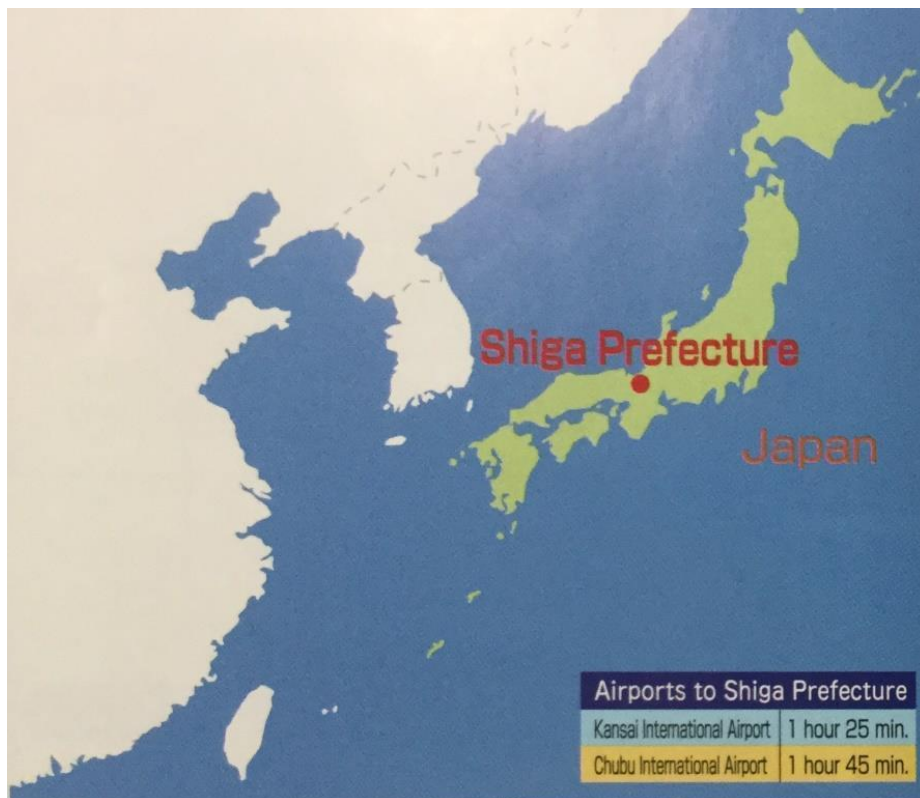 Shiga Prefecture
Japan
Airports to Shiga Prefecture
Kansai International Airport 1 hour 25 min.
Chubu International Airport 1 hour 45 min.